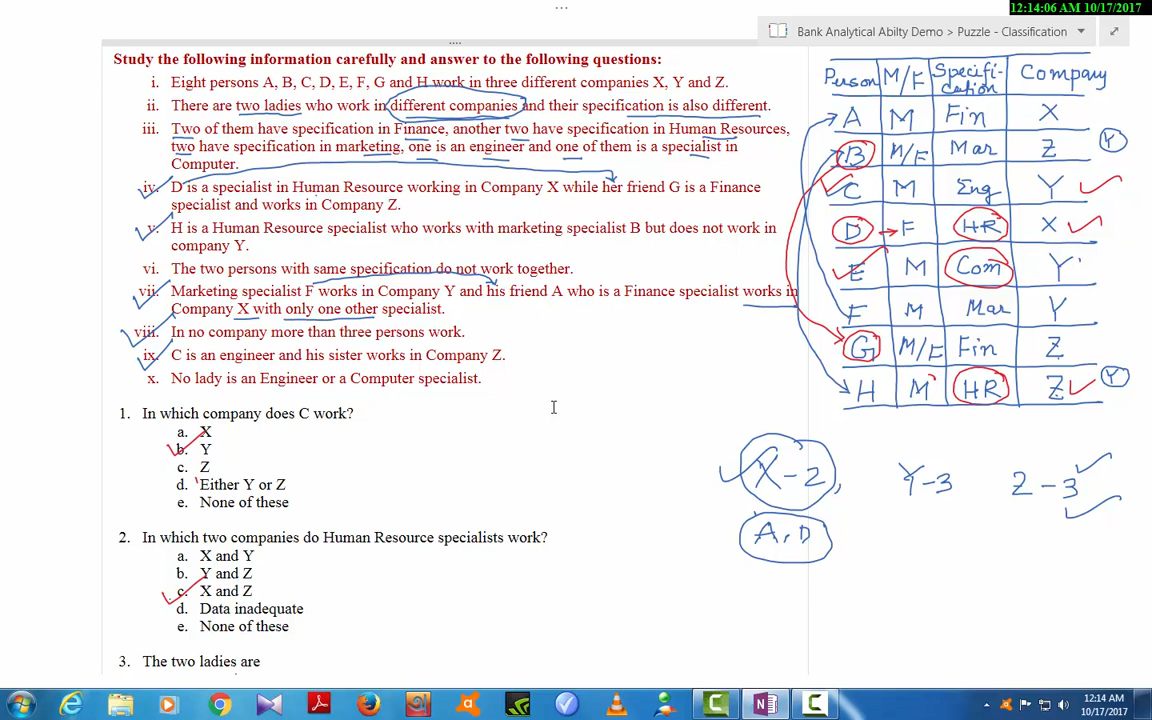 12:14:06 AM 10/17/2017
Bank Analytical Abilty Demo > Puzzle - Classification
Study the following information carefully and answer to the following questions:
i. Eight persons A, B, C, D, E, F, G and H work in three different companies X, Y and Z.
ii. There are two ladies who work in different companies and their specification is also different.
iii. Two of them have specification in Finance, another two have specification in Human Resources,
two have specification in marketing, one is an engineer and one of them is a specialist in
Computer.
iv. D is a specialist in Human Resource working in Company X while her friend G is a Finance
specialist and works in Company Z.
v. H is a Human Resource specialist who works with marketing specialist B but does not work in
company Y.
vi. The two persons with same specification do not work together.
vii. Marketing specialist F works in Company Y and his friend A who is a Finance specialist works in
Company X with only one other specialist.
viii. In no company more than three persons work.
ix. C is an engineer and his sister works in Company Z.
x. No lady is an Engineer or a Computer specialist.
1. In which company does C work?
a. X
b. Y
c. Z
d. Either Y or Z
e. None of these
2. In which two companies do Human Resource specialists work?
a. X and Y
b. Y and Z
c. X and Z
d. Data inadequate
e. None of these
3. The two ladies are
Person M/F Specifi-cation Company
A M Fin X
B M/F Mar Z Y
C M Eng Y
D F HR X
E M Com Y
F M Mar Y
G M/F Fin Z
H M HR Z Y
X-2, Y-3 Z-3
A, D
12:14 AM
10/17/2017